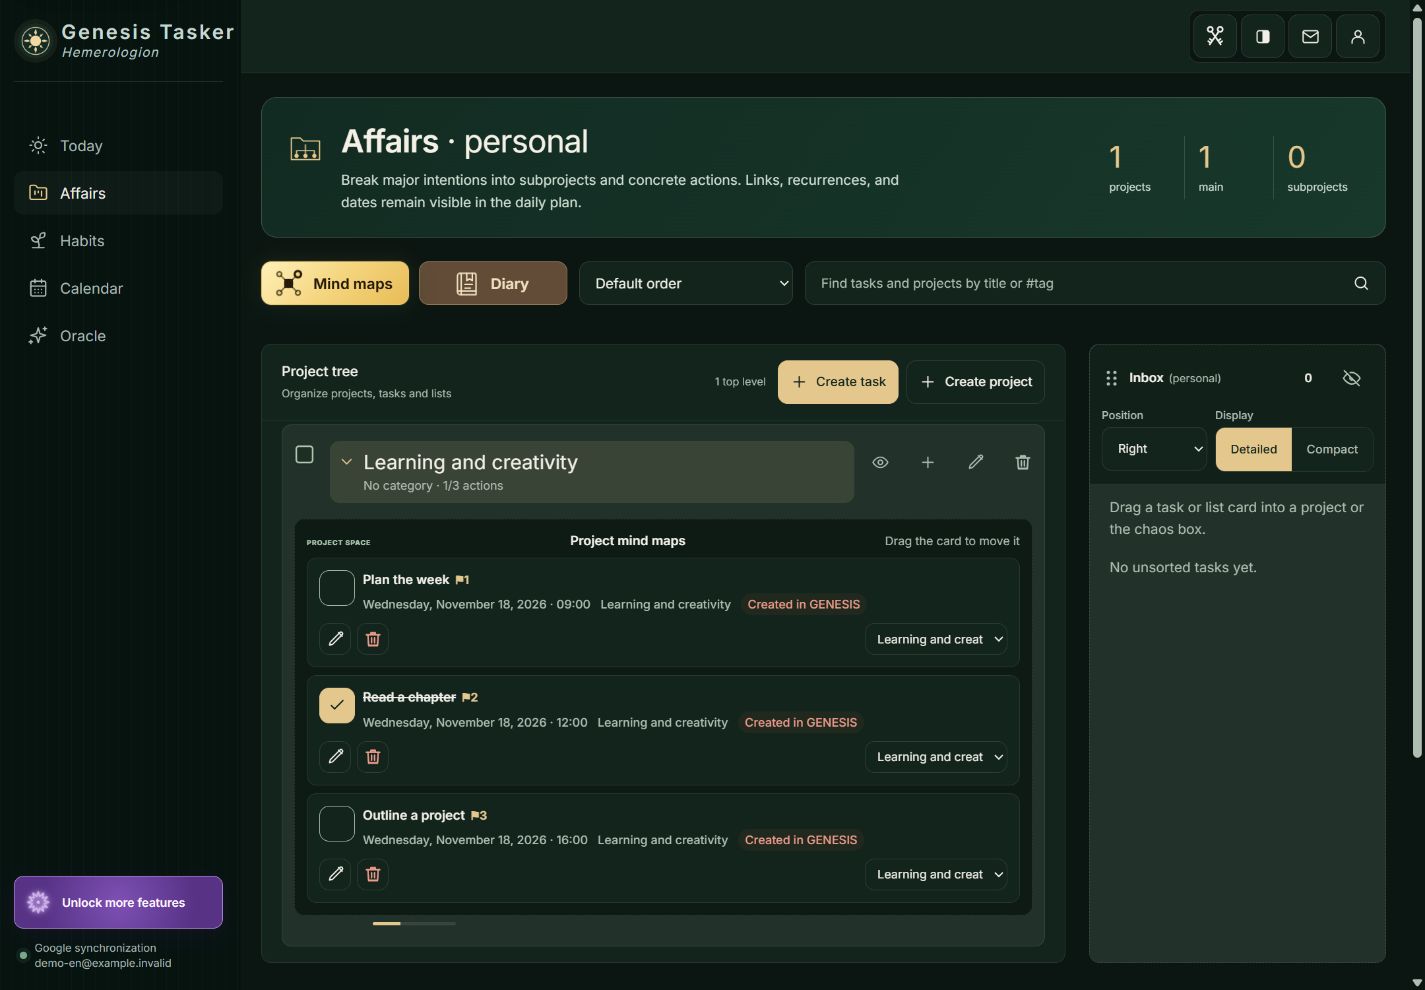 Genesis Tasker
Hemerologion
Today
Affairs
Habits
Calendar
Oracle
Unlock more features
Google synchronization
demo-en@example.invalid
Affairs · personal
Break major intentions into subprojects and concrete actions. Links, recurrences, and
dates remain visible in the daily plan.
1
projects
1
main
0
subprojects
Mind maps
Diary
Default order
Find tasks and projects by title or #tag
Project tree
Organize projects, tasks and lists
1 top level
+ Create task
+ Create project
Learning and creativity
No category · 1/3 actions
PROJECT SPACE
Project mind maps
Drag the card to move it
Plan the week 1
Wednesday, November 18, 2026 · 09:00 Learning and creativity Created in GENESIS
Learning and creat
Read a chapter 2
Wednesday, November 18, 2026 · 12:00 Learning and creativity Created in GENESIS
Learning and creat
Outline a project 3
Wednesday, November 18, 2026 · 16:00 Learning and creativity Created in GENESIS
Learning and creat
Inbox (personal) 0
Position
Right
Display
Detailed
Compact
Drag a task or list card into a project or
the chaos box.
No unsorted tasks yet.